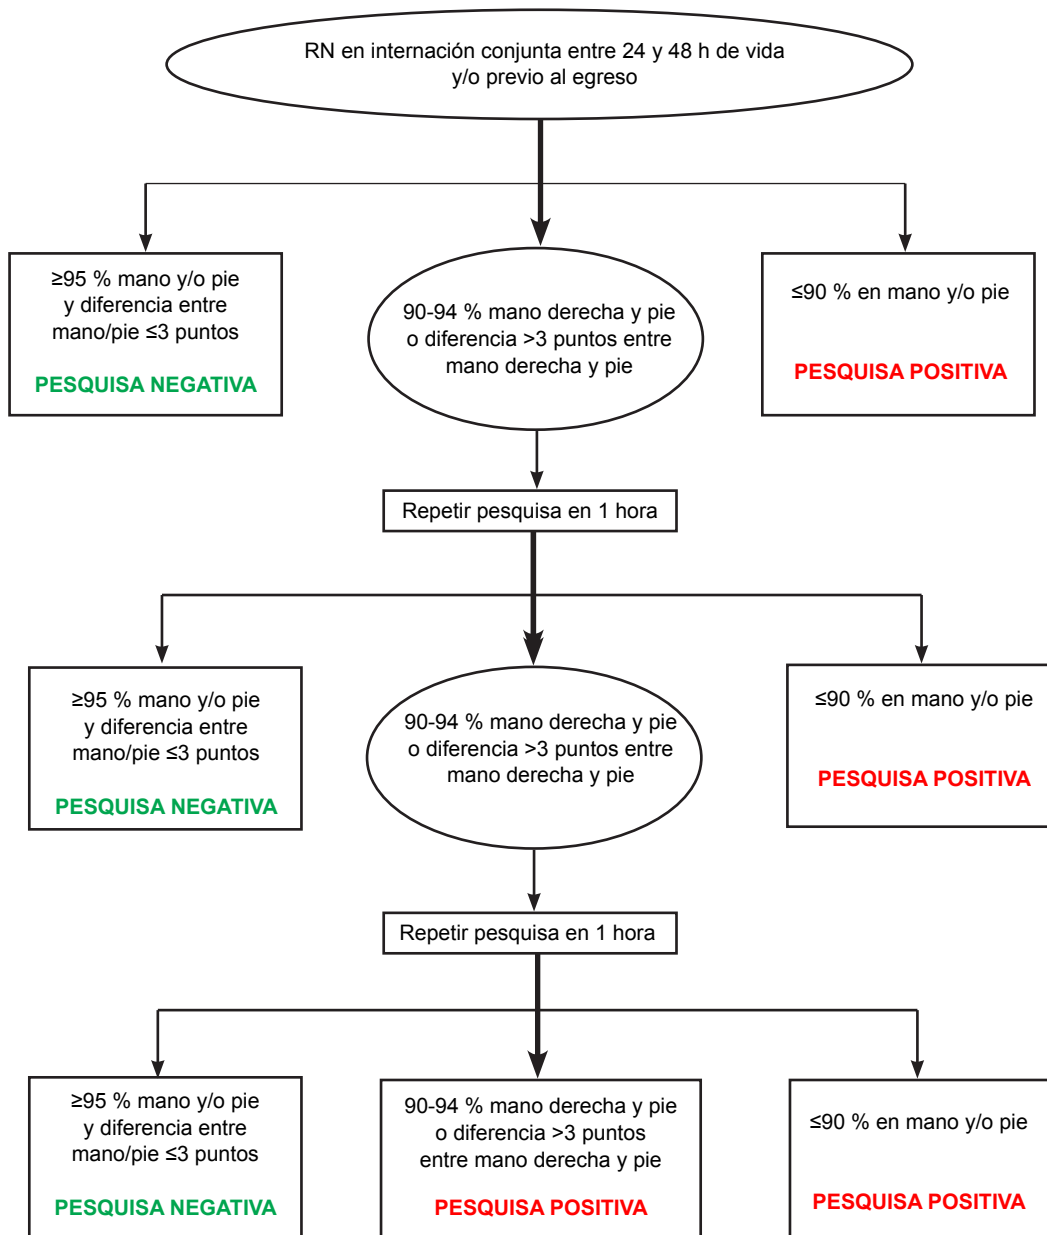 RN en internación conjunta entre 24 y 48 h de vida
y/o previo al egreso
≥95 % mano y/o pie
y diferencia entre
mano/pie ≤3 puntos
PESQUISA NEGATIVA
90-94 % mano derecha y pie
o diferencia >3 puntos entre
mano derecha y pie
≤90 % en mano y/o pie
PESQUISA POSITIVA
Repetir pesquisa en 1 hora
≥95 % mano y/o pie
y diferencia entre
mano/pie ≤3 puntos
PESQUISA NEGATIVA
90-94 % mano derecha y pie
o diferencia >3 puntos entre
mano derecha y pie
≤90 % en mano y/o pie
PESQUISA POSITIVA
Repetir pesquisa en 1 hora
≥95 % mano y/o pie
y diferencia entre
mano/pie ≤3 puntos
PESQUISA NEGATIVA
90-94 % mano derecha y pie
o diferencia >3 puntos
entre mano derecha y pie
PESQUISA POSITIVA
≤90 % en mano y/o pie
PESQUISA POSITIVA